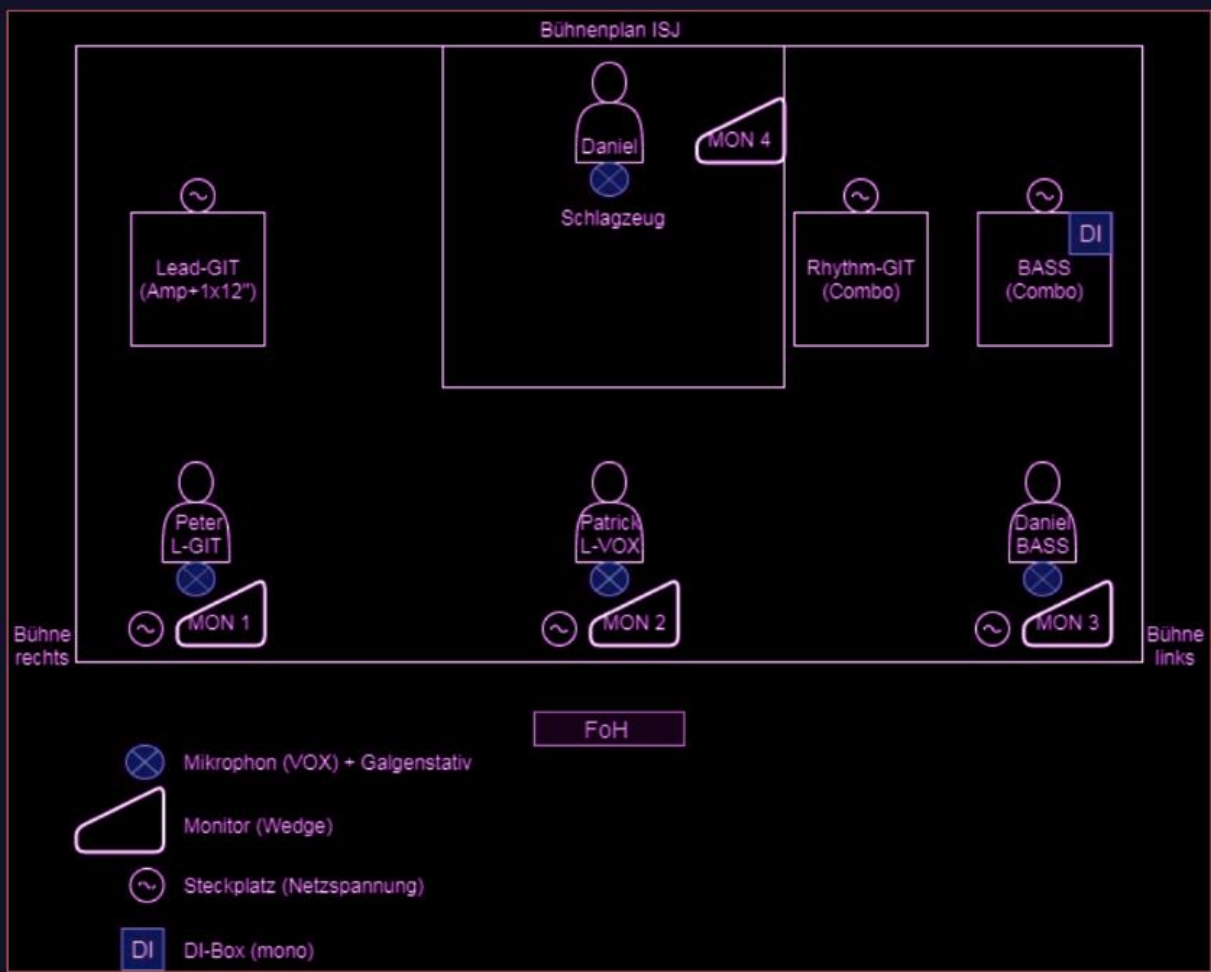 Bühnenplan ISJ
Daniel
MON 4
Schlagzeug
Lead-GIT
(Amp+1x12")
Rhythm-GIT
(Combo)
DI
BASS
(Combo)
Peter
L-GIT
Patrick
L-VOX
Daniel
BASS
MON 1
MON 2
MON 3
Bühne
rechts
Bühne
links
FoH
Mikrophon (VOX) + Galgenstativ
Monitor (Wedge)
Steckplatz (Netzspannung)
DI
DI-Box (mono)